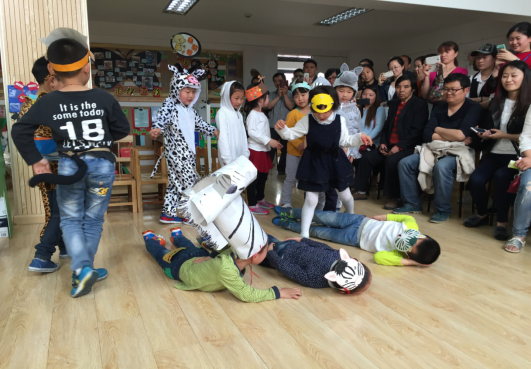 It is the
some today
18